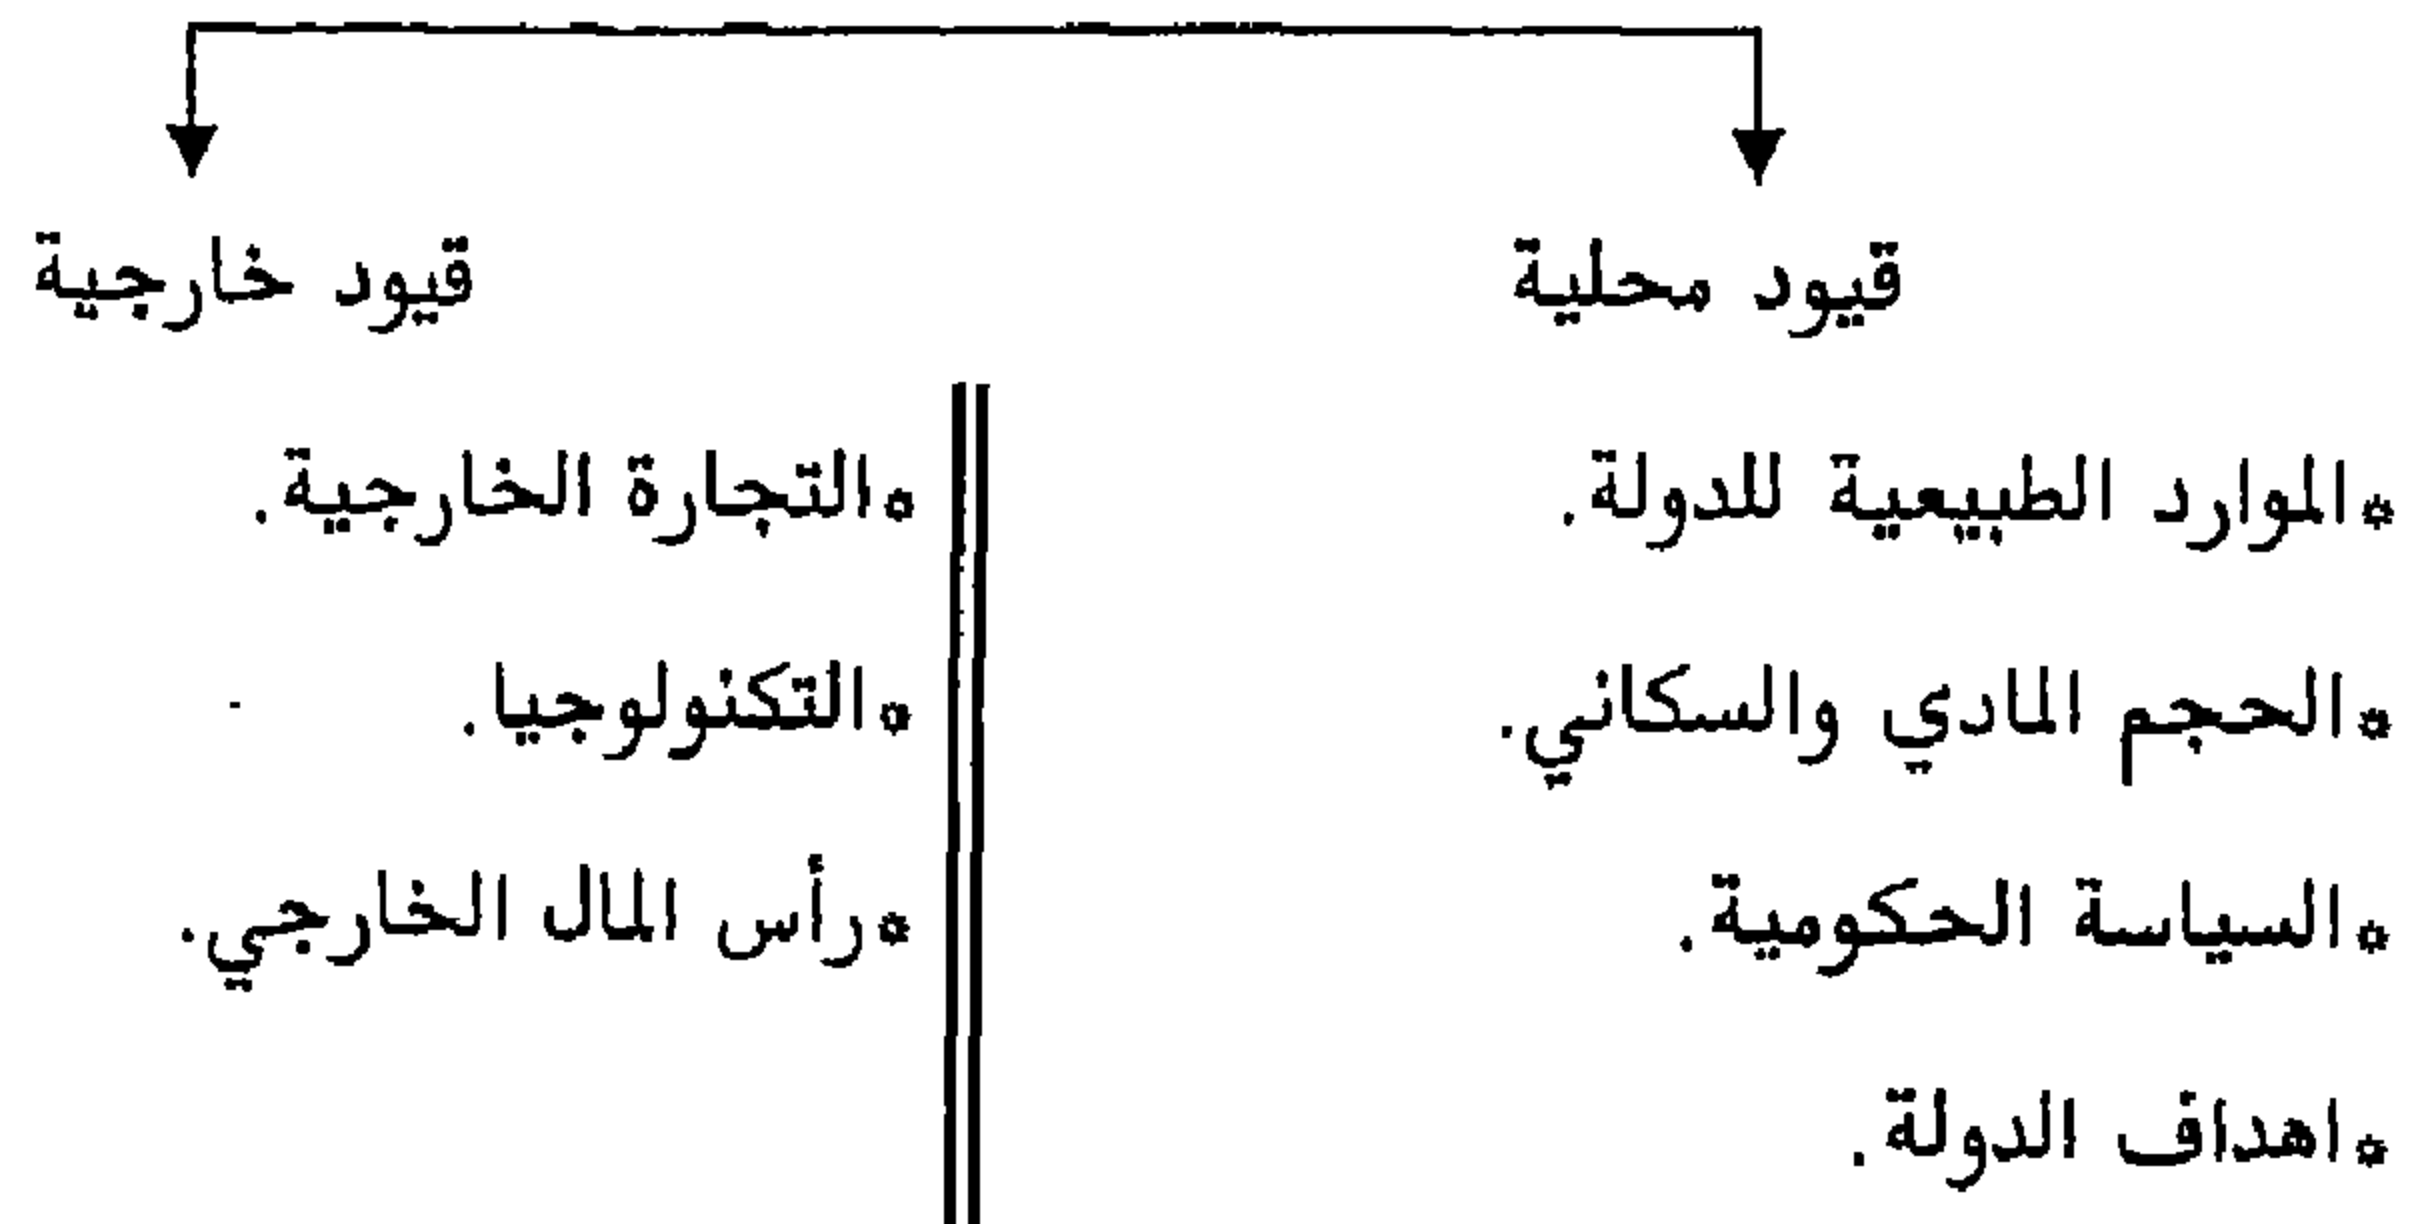 قيود محلية
*الموارد الطبيعية للدولة.
*الحجم المادي والسكاني.
*السياسة الحكومية.
*اهداف الدولة.
قيود خارجية
*التجارة الخارجية.
*التكنولوجيا.
*رأس المال الخارجي.